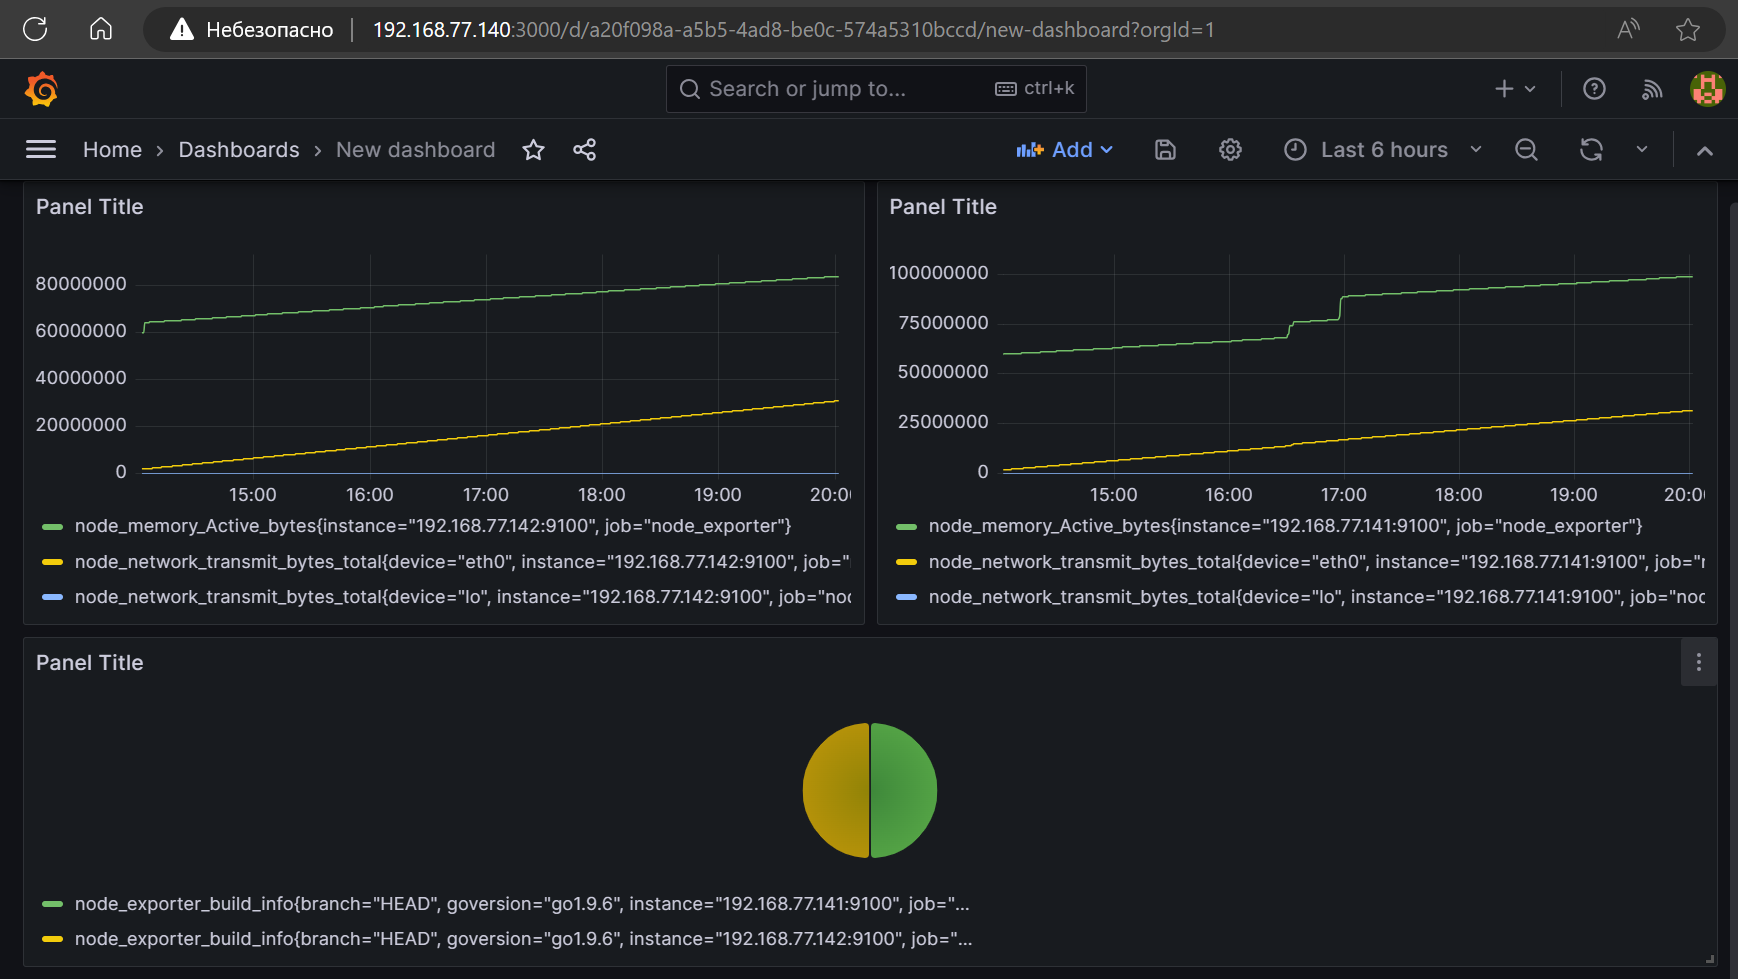 Небезопасно 192.168.77.140:3000/d/a20f098a-a5b5-4ad8-be0c-574a5310bccd/new-dashboard?orgId=1
Search or jump to... ctrl+k
Home › Dashboards › New dashboard Add Last 6 hours
Panel Title
80000000
60000000
40000000
20000000
0
15:00 16:00 17:00 18:00 19:00 20:0
node_memory_Active_bytes{instance="192.168.77.142:9100", job="node_exporter"}
node_network_transmit_bytes_total{device="eth0", instance="192.168.77.142:9100", job="
node_network_transmit_bytes_total{device="lo", instance="192.168.77.142:9100", job="no
Panel Title
100000000
75000000
50000000
25000000
0
15:00 16:00 17:00 18:00 19:00 20:0
node_memory_Active_bytes{instance="192.168.77.141:9100", job="node_exporter"}
node_network_transmit_bytes_total{device="eth0", instance="192.168.77.141:9100", job="
node_network_transmit_bytes_total{device="lo", instance="192.168.77.141:9100", job="no
Panel Title
node_exporter_build_info{branch="HEAD", goversion="go1.9.6", instance="192.168.77.141:9100", job="...
node_exporter_build_info{branch="HEAD", goversion="go1.9.6", instance="192.168.77.142:9100", job="...